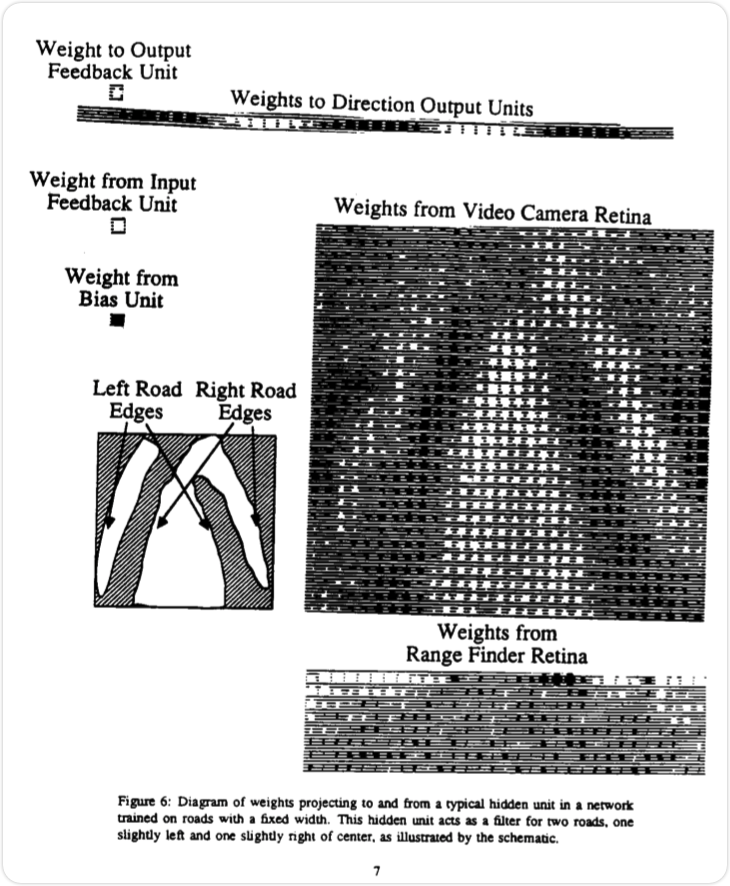 Weight to Output
Feedback Unit
Weights to Direction Output Units
Weight from Input
Feedback Unit
Weights from Video Camera Retina
Weight from
Bias Unit
Left Road Right Road
Edges Edges
Weights from
Range Finder Retina
Figure 6: Diagram of weights projecting to and from a typical hidden unit in a network
trained on roads with a fixed width. This hidden unit acts as a filter for two roads, one
slightly left and one slightly right of center, as illustrated by the schematic.
7